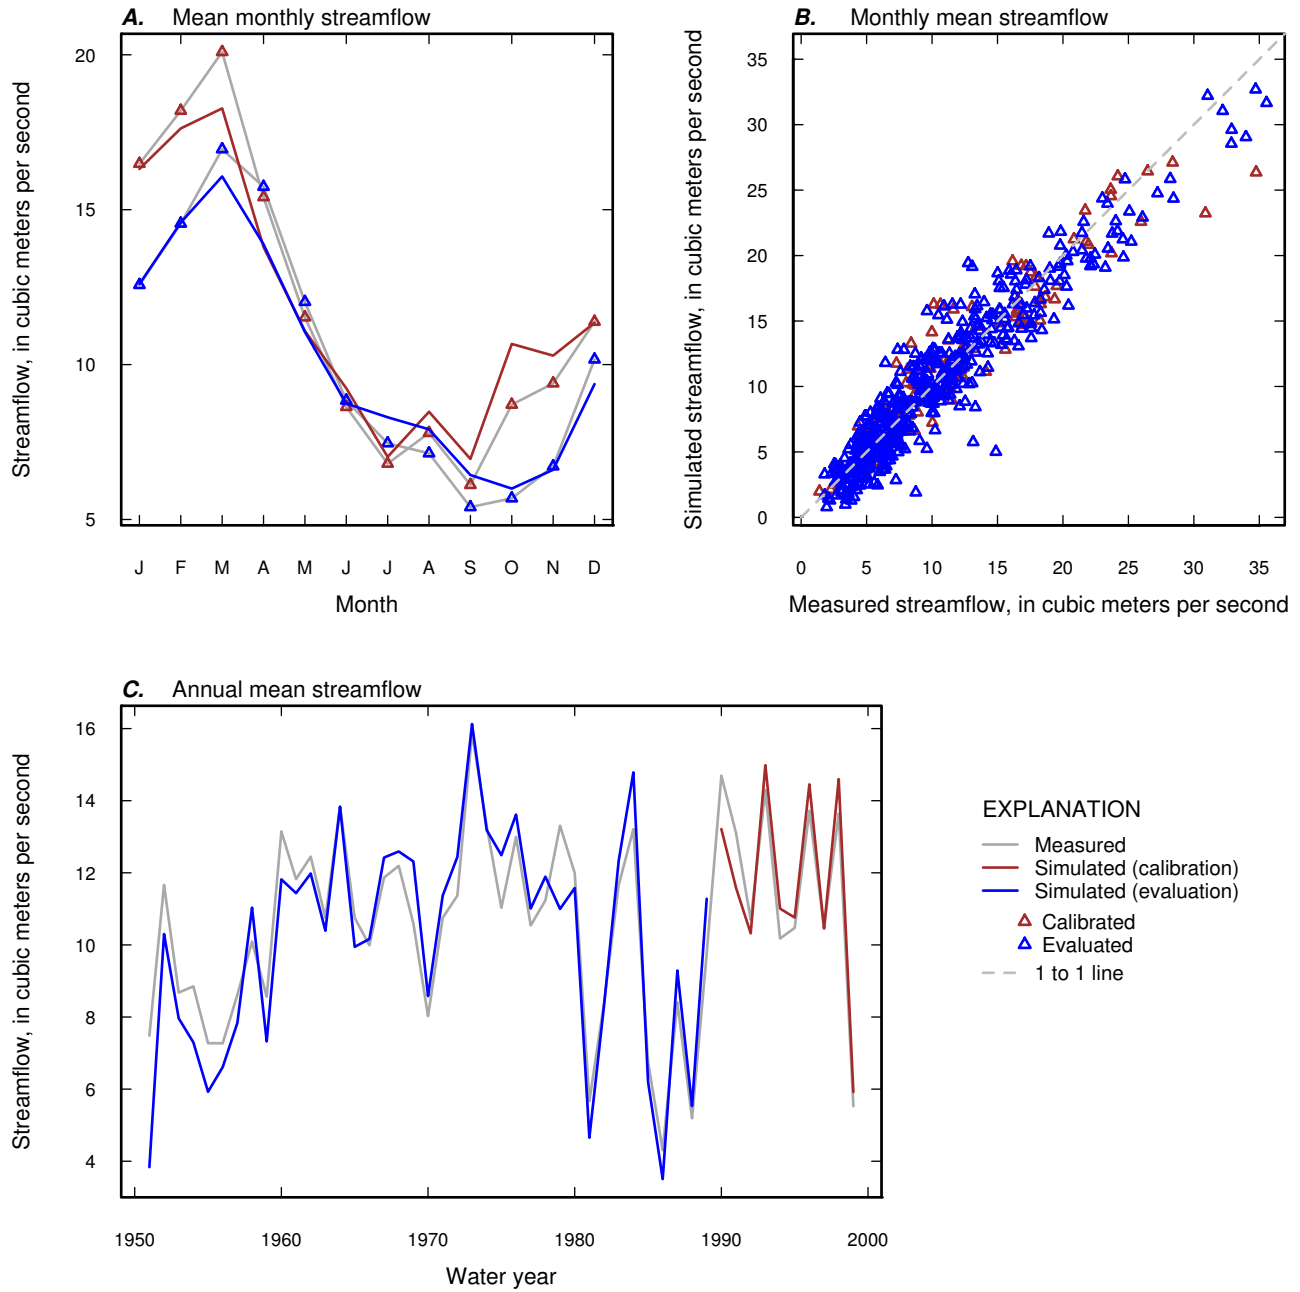 A. Mean monthly streamflow
Streamflow, in cubic meters per second
20
15
10
5
J F M A M J J A S O N D
Month
B. Monthly mean streamflow
Simulated streamflow, in cubic meters per second
35
30
25
20
15
10
5
0
0 5 10 15 20 25 30 35
Measured streamflow, in cubic meters per second
C. Annual mean streamflow
Streamflow, in cubic meters per second
16
14
12
10
8
6
4
1950 1960 1970 1980 1990 2000
Water year
EXPLANATION
Measured
Simulated (calibration)
Simulated (evaluation)
Calibrated
Evaluated
1 to 1 line